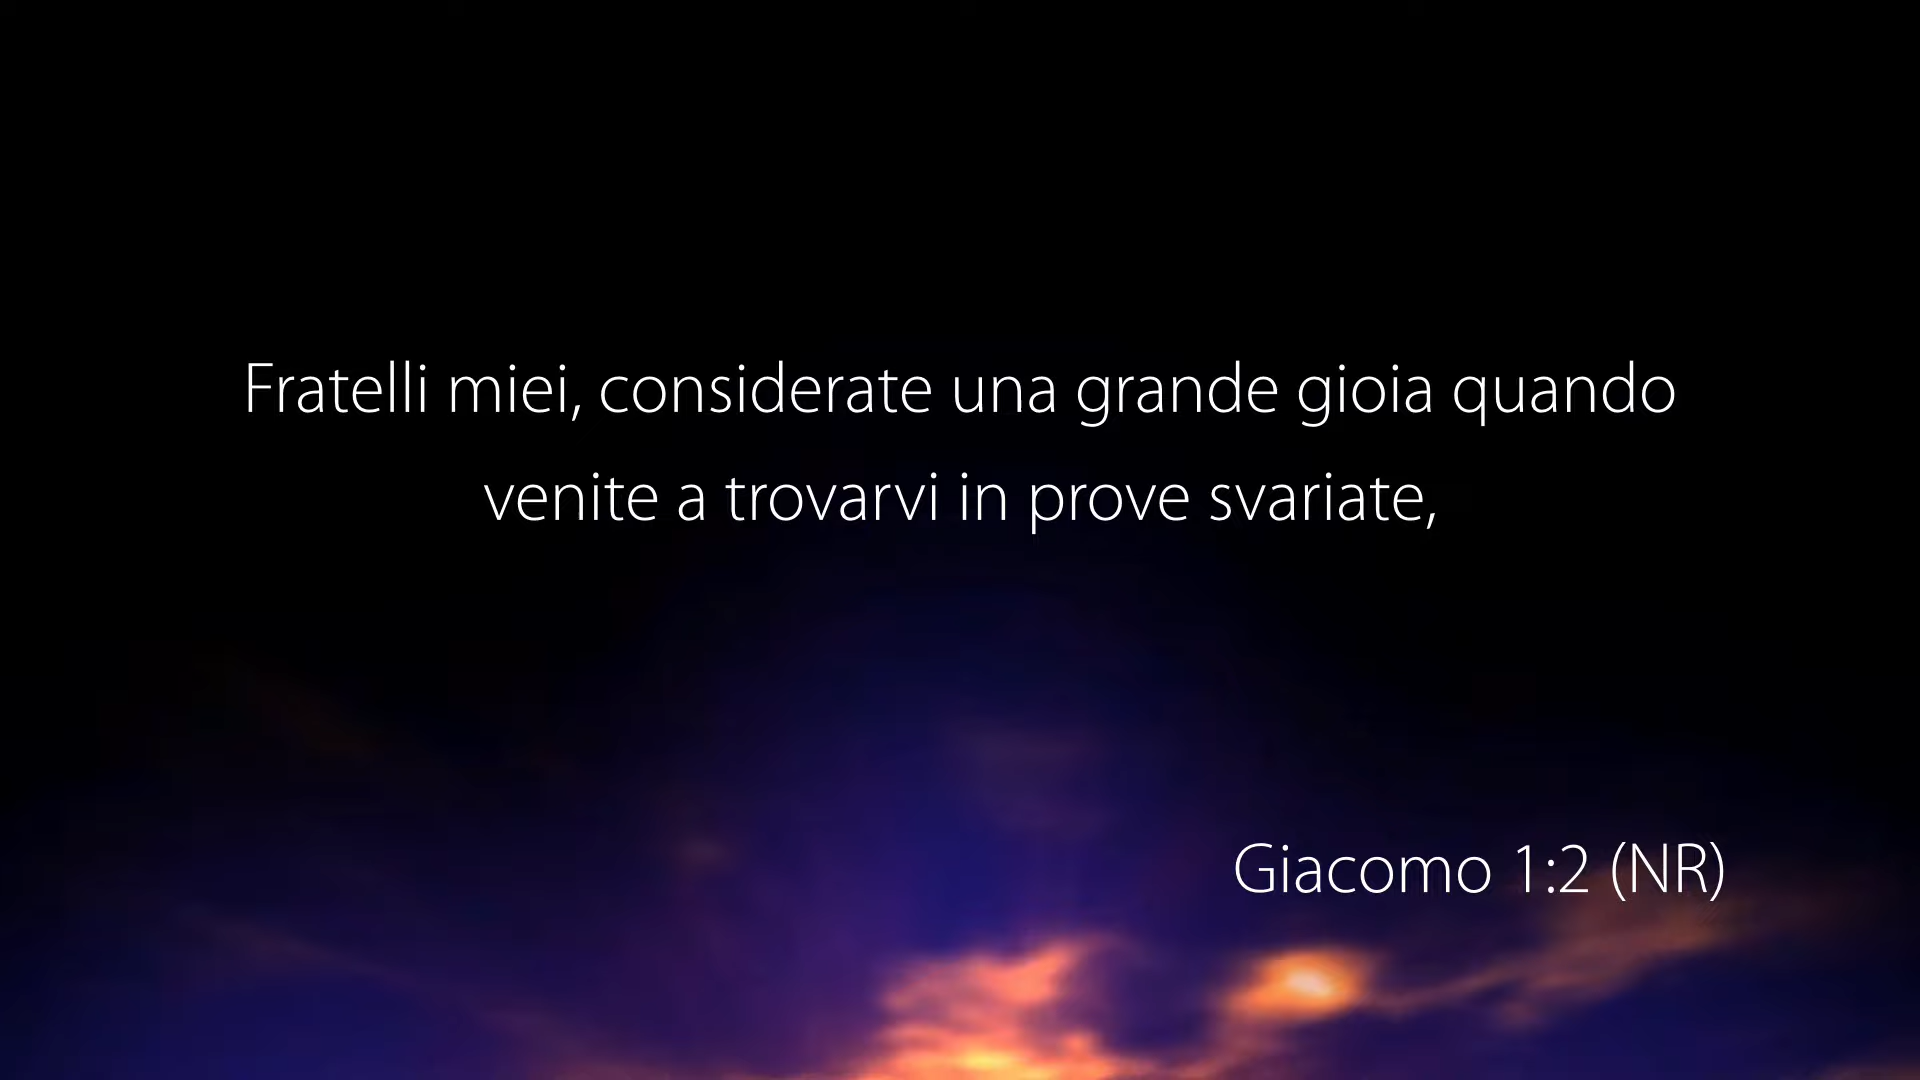 Fratelli miei, considerate una grande gioia quando
venite a trovarvi in prove svariate,
Giacomo 1:2 (NR)